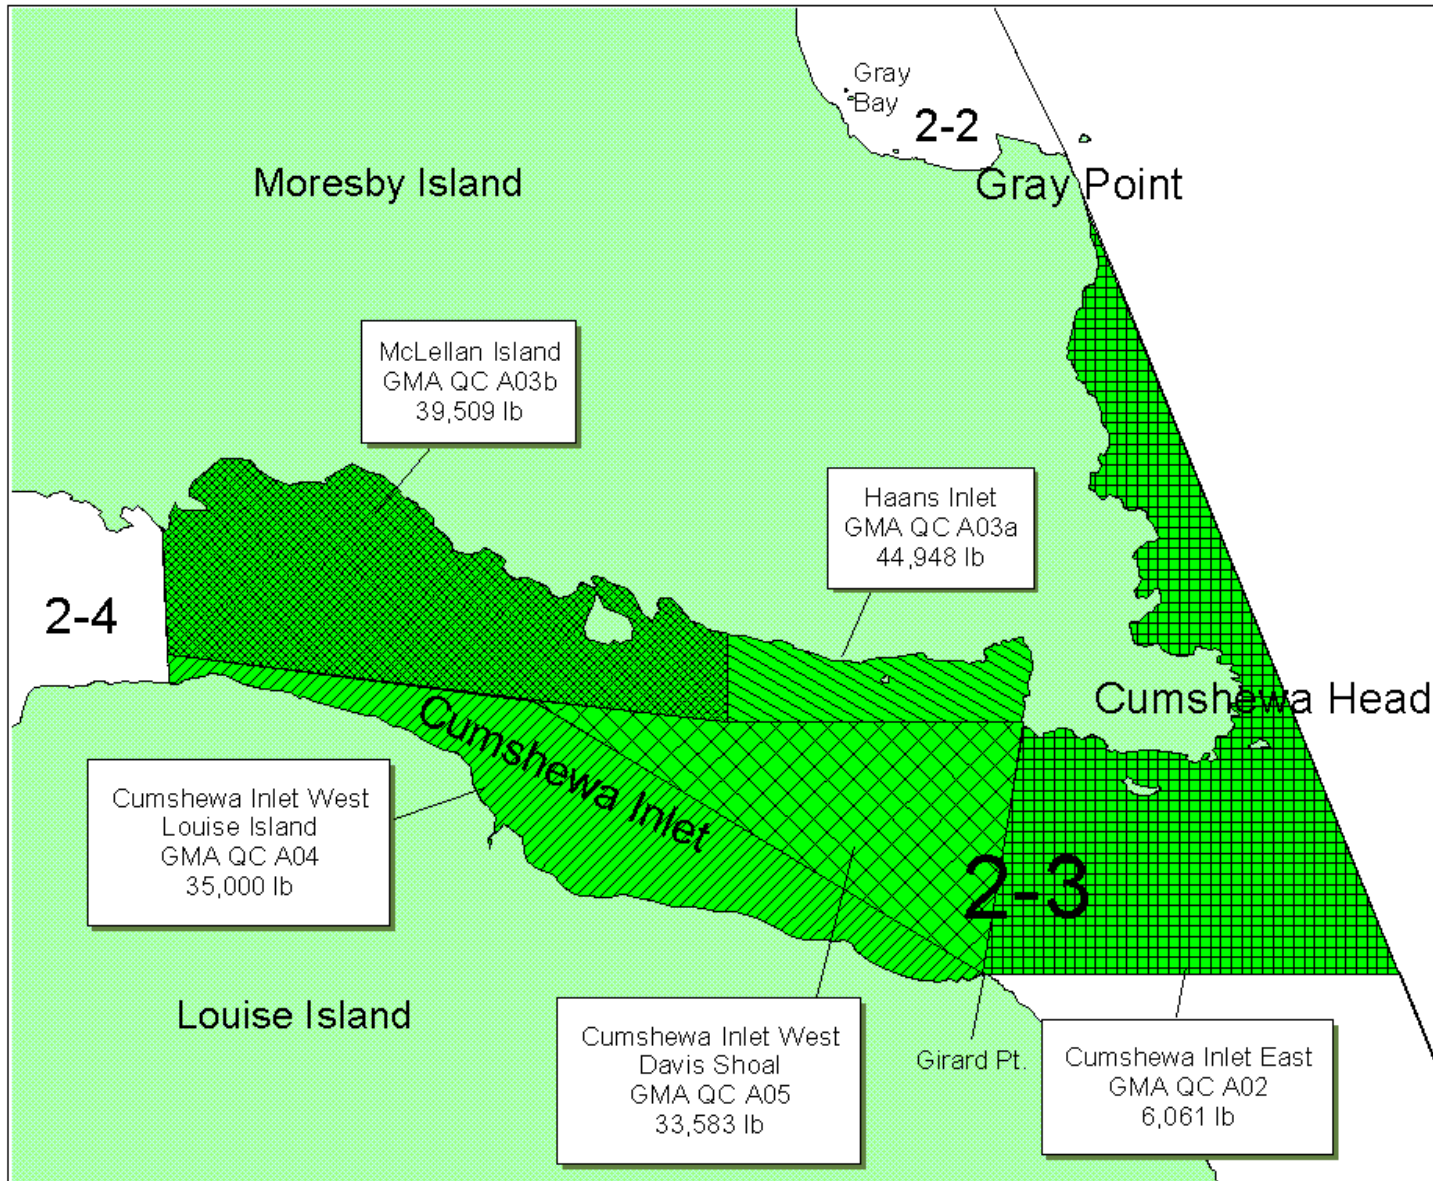 Gray
Bay
2-2
Moresby Island
Gray Point
McLellan Island
GMA QC A03b
39,509 lb
Haans Inlet
GMA QC A03a
44,948 lb
2-4
Cumshewa Head
Cumshewa Inlet
Cumshewa Inlet West
Louise Island
GMA QC A04
35,000 lb
2-3
Louise Island
Cumshewa Inlet West
Davis Shoal
GMA QC A05
33,583 lb
Girard Pt.
Cumshewa Inlet East
GMA QC A02
6,061 lb